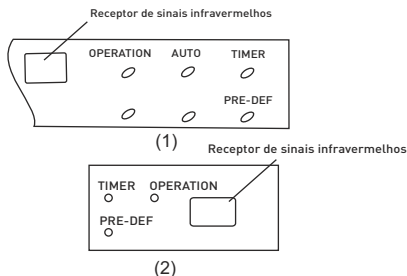 Receptor de sinais infravermelhos
OPERATION AUTO TIMER
PRE-DEF
(1)
Receptor de sinais infravermelhos
TIMER OPERATION
PRE-DEF
(2)